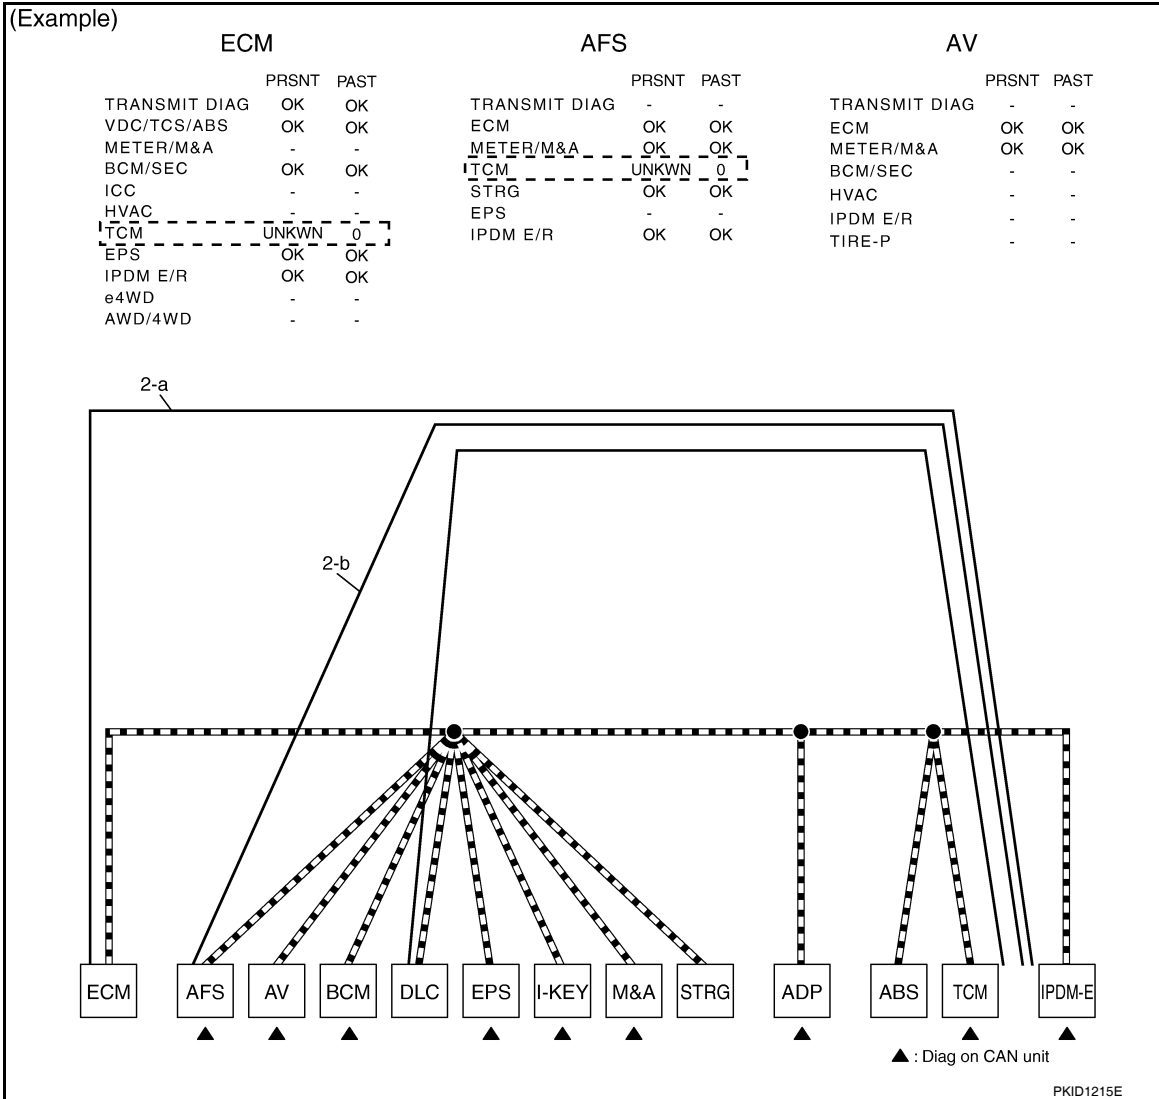 (Example)
ECM
PRSNT PAST
TRANSMIT DIAG OK OK
VDC/TCS/ABS OK OK
METER/M&A - -
BCM/SEC OK OK
ICC - -
HVAC - -
TCM UNKWN 0
EPS OK OK
IPDM E/R OK OK
e4WD - -
AWD/4WD - -
AFS
PRSNT PAST
TRANSMIT DIAG - -
ECM OK OK
METER/M&A OK OK
TCM UNKWN 0
STRG OK OK
EPS - -
IPDM E/R OK OK
AV
PRSNT PAST
TRANSMIT DIAG - -
ECM OK OK
METER/M&A OK OK
BCM/SEC - -
HVAC - -
IPDM E/R - -
TIRE-P - -
2-a
2-b
ECM AFS AV BCM DLC EPS I-KEY M&A STRG ADP ABS TCM IPDM-E
▲ : Diag on CAN unit
PKID1215E